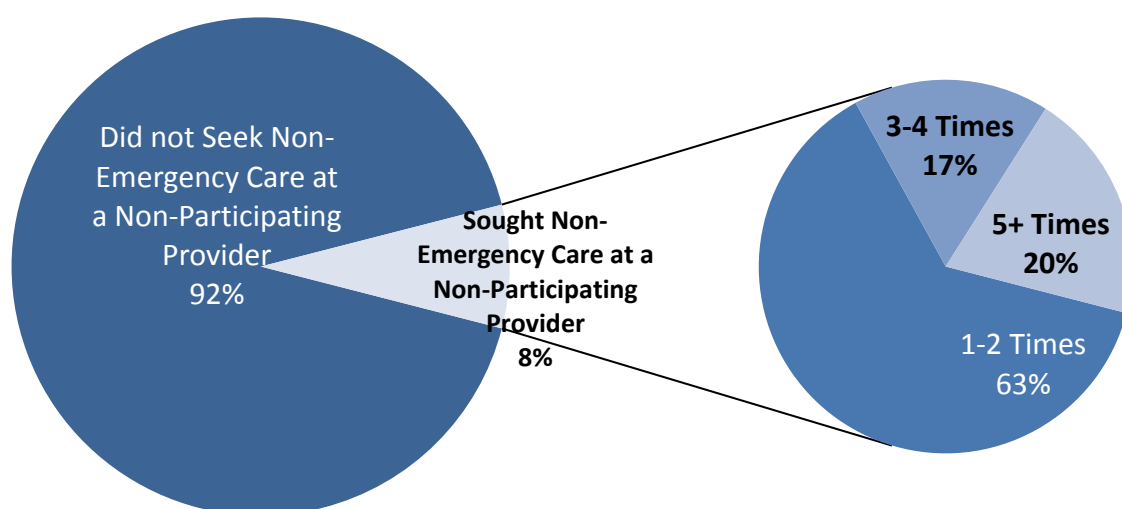 Did not Seek Non-
Emergency Care at
a Non-Participating
Provider
92%
Sought Non-
Emergency Care at a
Non-Participating
Provider
8%
3-4 Times
17%
5+ Times
20%
1-2 Times
63%